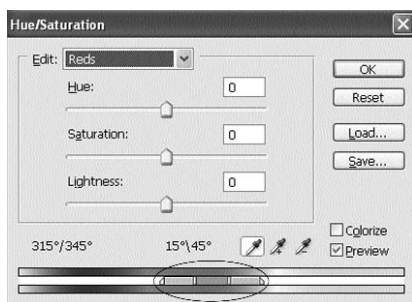 Hue/Saturation
Edit: Reds
OK
Hue: 0
Reset
Saturation: 0
Load...
Save...
Lightness: 0
Colorize
315°/345° 15°\45°
Preview